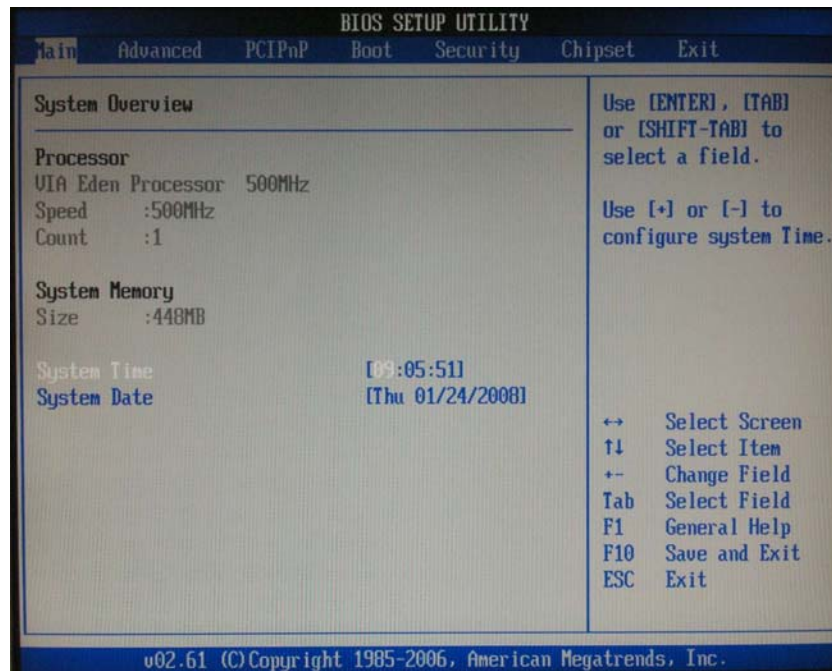 BIOS SETUP UTILITY
Main Advanced PCIPnP Boot Security Chipset Exit
System Overview
Processor
VIA Eden Processor 500MHz
Speed :500MHz
Count :1
System Memory
Size :448MB
System Time [09:05:51]
System Date [Thu 01/24/2008]
Use [ENTER], [TAB]
or [SHIFT-TAB] to
select a field.
Use [+] or [-] to
configure system Time.
↔ Select Screen
↑↓ Select Item
+- Change Field
Tab Select Field
F1 General Help
F10 Save and Exit
ESC Exit
v02.61 (C)Copyright 1985-2006, American Megatrends, Inc.